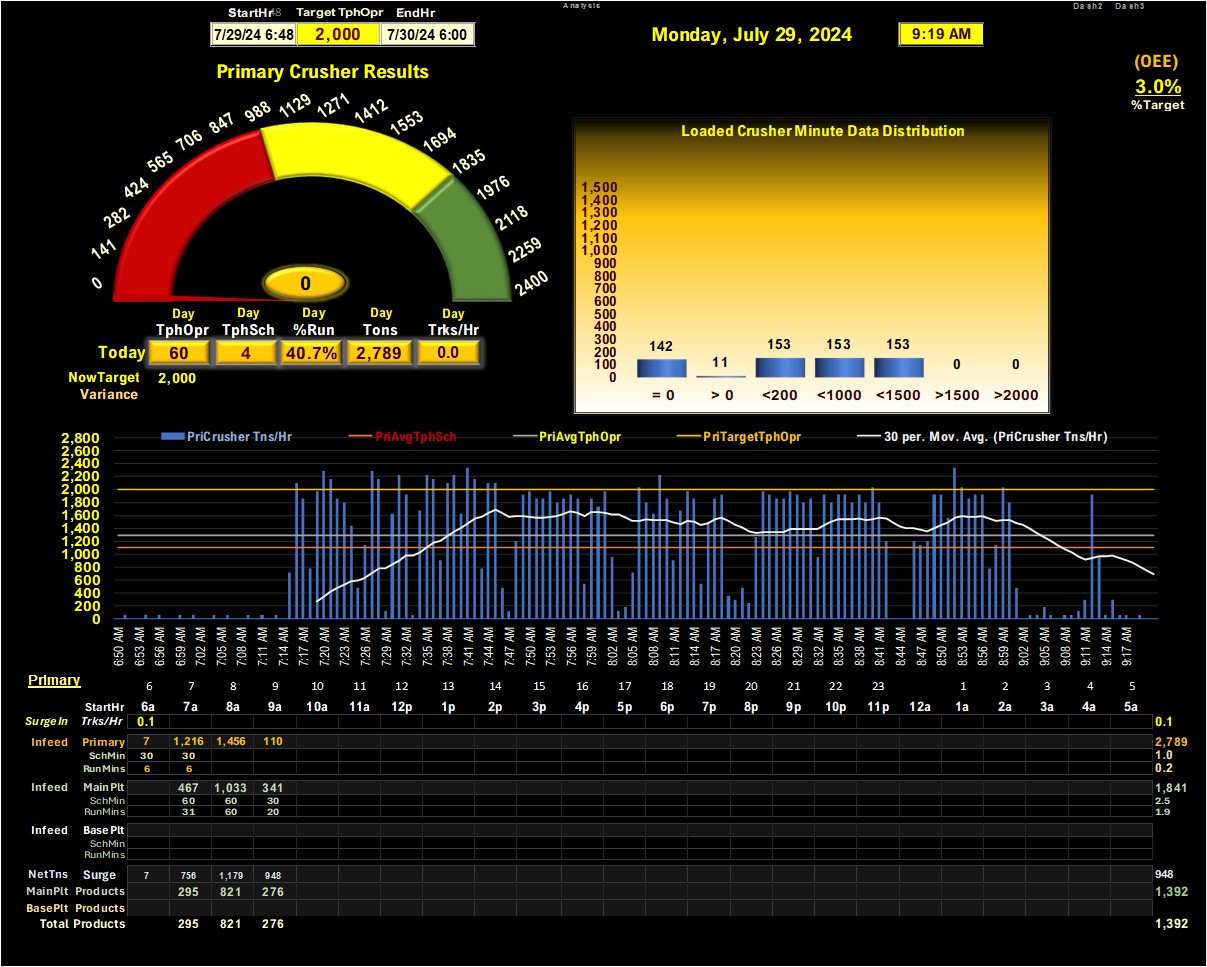 Analysis Dash2 Dash3
StartHr Target TphOpr EndHr
7/29/24 6:48 2,000 7/30/24 6:00
Monday, July 29, 2024 9:19 AM
(OEE)
3.0%
%Target
Primary Crusher Results
0 141 282 424 565 706 847 988 1129 1271 1412 1553 1694 1835 1976 2118 2259 2400
0
Day Day Day Day Day
TphOpr TphSch %Run Tons Trks/Hr
Today 60 4 40.7% 2,789 0.0
NowTarget 2,000
Variance
Loaded Crusher Minute Data Distribution
1,500
1,400
1,300
1,200
1,100
1,000
900
800
700
600
500
400
300
200
100
0
142 11 153 153 153 0 0
= 0 > 0 <200 <1000 <1500 >1500 >2000
PriCrusher Tns/Hr PriAvgTphSch PriAvgTphOpr PriTargetTphOpr 30 per. Mov. Avg. (PriCrusher Tns/Hr)
2,800
2,600
2,400
2,200
2,000
1,800
1,600
1,400
1,200
1,000
800
600
400
200
0
6:50 AM 6:53 AM 6:56 AM 6:59 AM 7:02 AM 7:05 AM 7:08 AM 7:11 AM 7:14 AM 7:17 AM 7:20 AM 7:23 AM 7:25 AM 7:29 AM 7:32 AM 7:35 AM 7:38 AM 7:41 AM 7:44 AM 7:47 AM 7:50 AM 7:53 AM 7:56 AM 7:59 AM 8:02 AM 8:05 AM 8:08 AM 8:11 AM 8:14 AM 8:17 AM 8:20 AM 8:23 AM 8:26 AM 8:29 AM 8:32 AM 8:35 AM 8:38 AM 8:41 AM 8:44 AM 8:47 AM 8:50 AM 8:53 AM 8:56 AM 8:59 AM 9:02 AM 9:05 AM 9:08 AM 9:11 AM 9:14 AM 9:17 AM
Primary
6 7 8 9 10 11 12 13 14 15 16 17 18 19 20 21 22 23 1 2 3 4 5
StartHr 6a 7a 8a 9a 10a 11a 12p 1p 2p 3p 4p 5p 6p 7p 8p 9p 10p 11p 12a 1a 2a 3a 4a 5a
SurgeIn Trks/Hr 0.1 0.1
Infeed Primary 7 1,216 1,456 110 2,789
SchMin 30 30 1.0
RunMins 6 6 0.2
Infeed MainPlt 467 1,033 341 1,841
SchMin 60 60 30 2.5
RunMins 31 60 20 1.9
Infeed BasePlt
SchMin
RunMins
NetTns Surge 7 756 1,179 948 948
MainPlt Products 295 821 276 1,392
BasePlt Products
Total Products 295 821 276 1,392